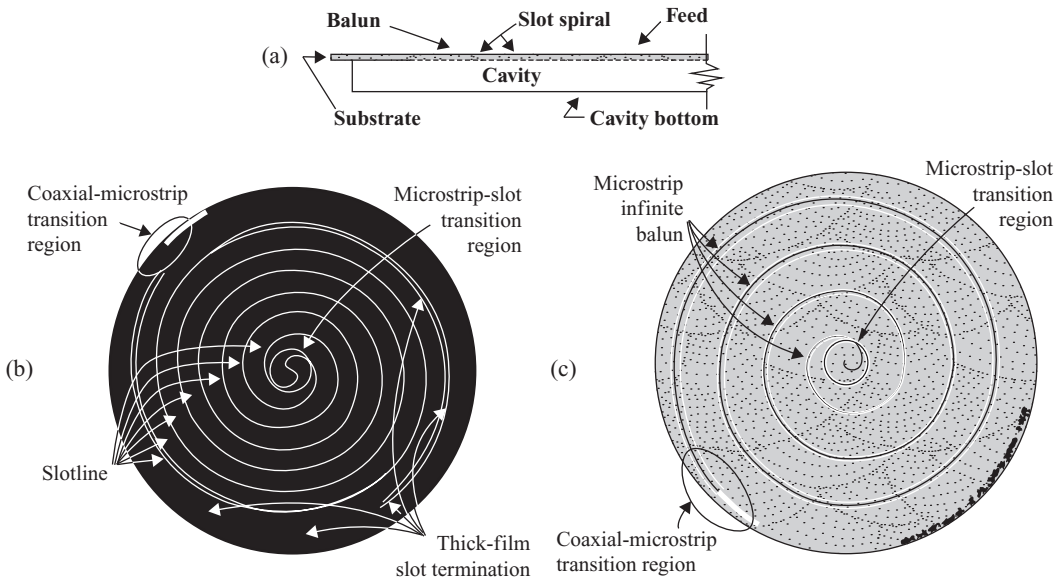 Balun
Slot spiral
Feed
(a)
Cavity
Substrate
Cavity bottom
Coaxial-microstrip
transition
region
Microstrip-slot
transition
region
(b)
Slotline
Thick-film
slot termination
Microstrip
infinite
balun
Microstrip-slot
transition
region
(c)
Coaxial-microstrip
transition region